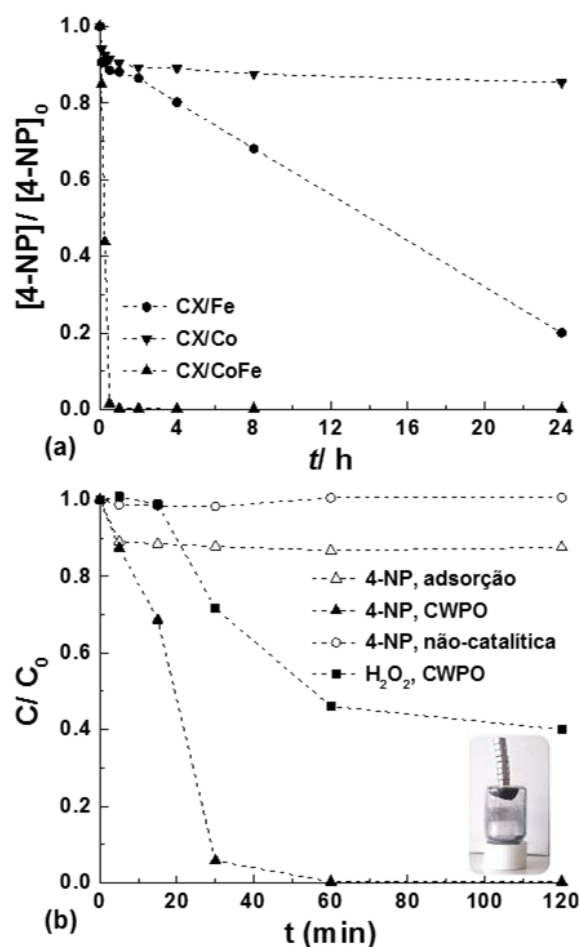 1.0
0.8
0.6
0.4
0.2
0.0
[4-NP]/ [4-NP]₀
CX/Fe
CX/Co
CX/CoFe
0 4 8 12 16 20 24
(a)
t/ h
1.0
0.8
0.6
0.4
0.2
0.0
C/ C₀
4-NP, adsorção
4-NP, CWPO
4-NP, não-catalítica
H₂O₂, CWPO
0 20 40 60 80 100 120
(b)
t (min)